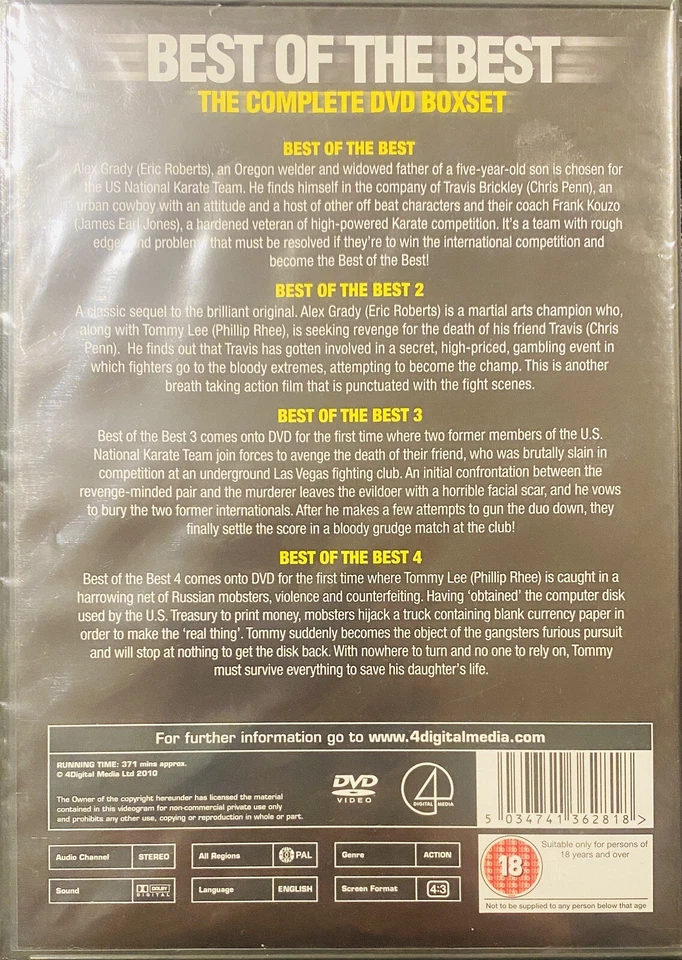 BEST OF THE BEST
THE COMPLETE DVD BOXSET
BEST OF THE BEST
Alex Grady (Eric Roberts), an Oregon welder and widowed father of a five-year-old son is chosen for
the US National Karate Team. He finds himself in the company of Travis Brickley (Chris Penn), an
urban cowboy with an attitude and a host of other off beat characters and their coach Frank Kouzo
(James Earl Jones), a hardened veteran of high-powered Karate competition. It's a team with rough
edges and problems that must be resolved if they're to win the international competition and
become the Best of the Best!
BEST OF THE BEST 2
A classic sequel to the brilliant original. Alex Grady (Eric Roberts) is a martial arts champion who,
along with Tommy Lee (Phillip Rhee), is seeking revenge for the death of his friend Travis (Chris
Penn). He finds out that Travis has gotten involved in a secret, high-priced, gambling event in
which fighters go to the bloody extremes, attempting to become the champ. This is another
breath taking action film that is punctuated with the fight scenes.
BEST OF THE BEST 3
Best of the Best 3 comes onto DVD for the first time where two former members of the U.S.
National Karate Team join forces to avenge the death of their friend, who was brutally slain in
competition at an underground Las Vegas fighting club. An initial confrontation between the
revenge-minded pair and the murderer leaves the evildoer with a horrible facial scar, and he vows
to bury the two former internationals. After he makes a few attempts to gun the duo down, they
finally settle the score in a bloody grudge match at the club!
BEST OF THE BEST 4
Best of the Best 4 comes onto DVD for the first time where Tommy Lee (Phillip Rhee) is caught in a
harrowing net of Russian mobsters, violence and counterfeiting. Having 'obtained' the computer disk
used by the U.S. Treasury to print money, mobsters hijack a truck containing blank currency paper in
order to make the 'real thing'. Tommy suddenly becomes the object of the gangsters furious pursuit
and will stop at nothing to get the disk back. With nowhere to turn and no one to rely on, Tommy
must survive everything to save his daughter's life.
For further information go to www.4digitalmedia.com
RUNNING TIME: 371 mins approx.
© 4Digital Media Ltd 2010
The Owner of the copyright hereunder has licensed the material
contained in this videogram for non-commercial private use only
and prohibits any other use, copying or reproduction in whole or part.
DVD
VIDEO
4
DIGITAL MEDIA
5 034741 362818 >
Audio Channel STEREO
All Regions PAL
Genre ACTION
Sound DOLBY DIGITAL
Language ENGLISH
Screen Format 4:3
18
Suitable only for persons of
18 years and over
Not to be supplied to any person below that age